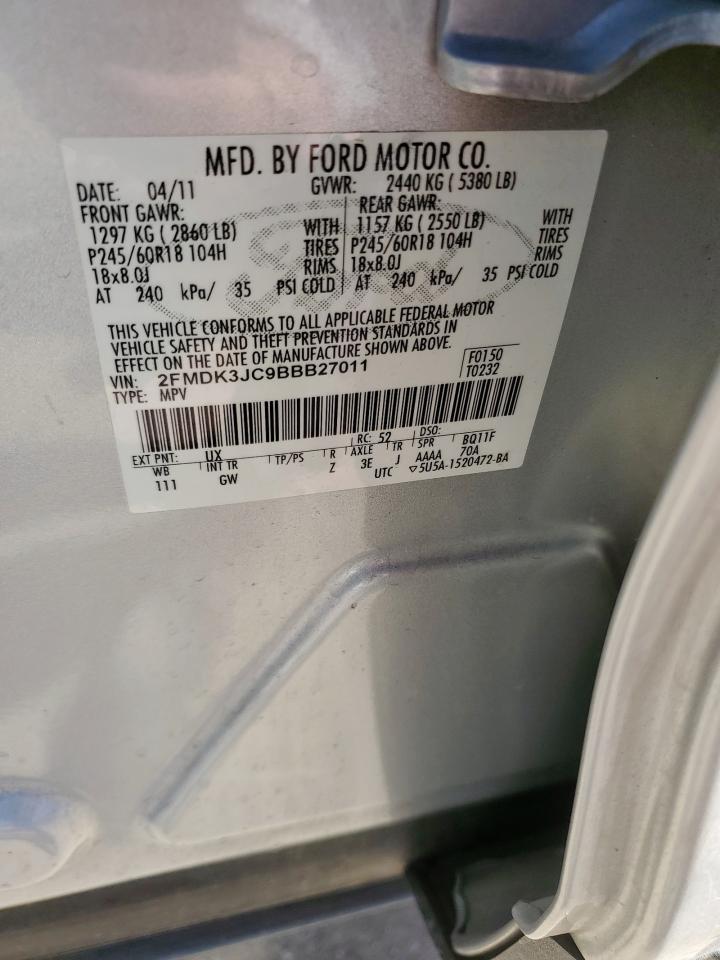 MFD. BY FORD MOTOR CO.
DATE: 04/11 GVWR: 2440 KG ( 5380 LB)
FRONT GAWR: REAR GAWR:
1297 KG ( 2860 LB) WITH 1157 KG ( 2550 LB) WITH
P245/60R18 104H TIRES P245/60R18 104H TIRES
18x8.0J RIMS 18x8.0J RIMS
AT 240 kPa/ 35 PSI COLD AT 240 kPa/ 35 PSI COLD
Ford
THIS VEHICLE CONFORMS TO ALL APPLICABLE FEDERAL MOTOR
VEHICLE SAFETY AND THEFT PREVENTION STANDARDS IN
EFFECT ON THE DATE OF MANUFACTURE SHOWN ABOVE.
VIN: 2FMDK3JC9BBB27011 F0150
TYPE: MPV T0232
EXT PNT: UX RC: 52 DSO:
WB INT TR TP/PS R AXLE TR SPR BQ11F
111 GW Z 3E J AAAA 70A
UTC ▽5U5A-1520472-BA